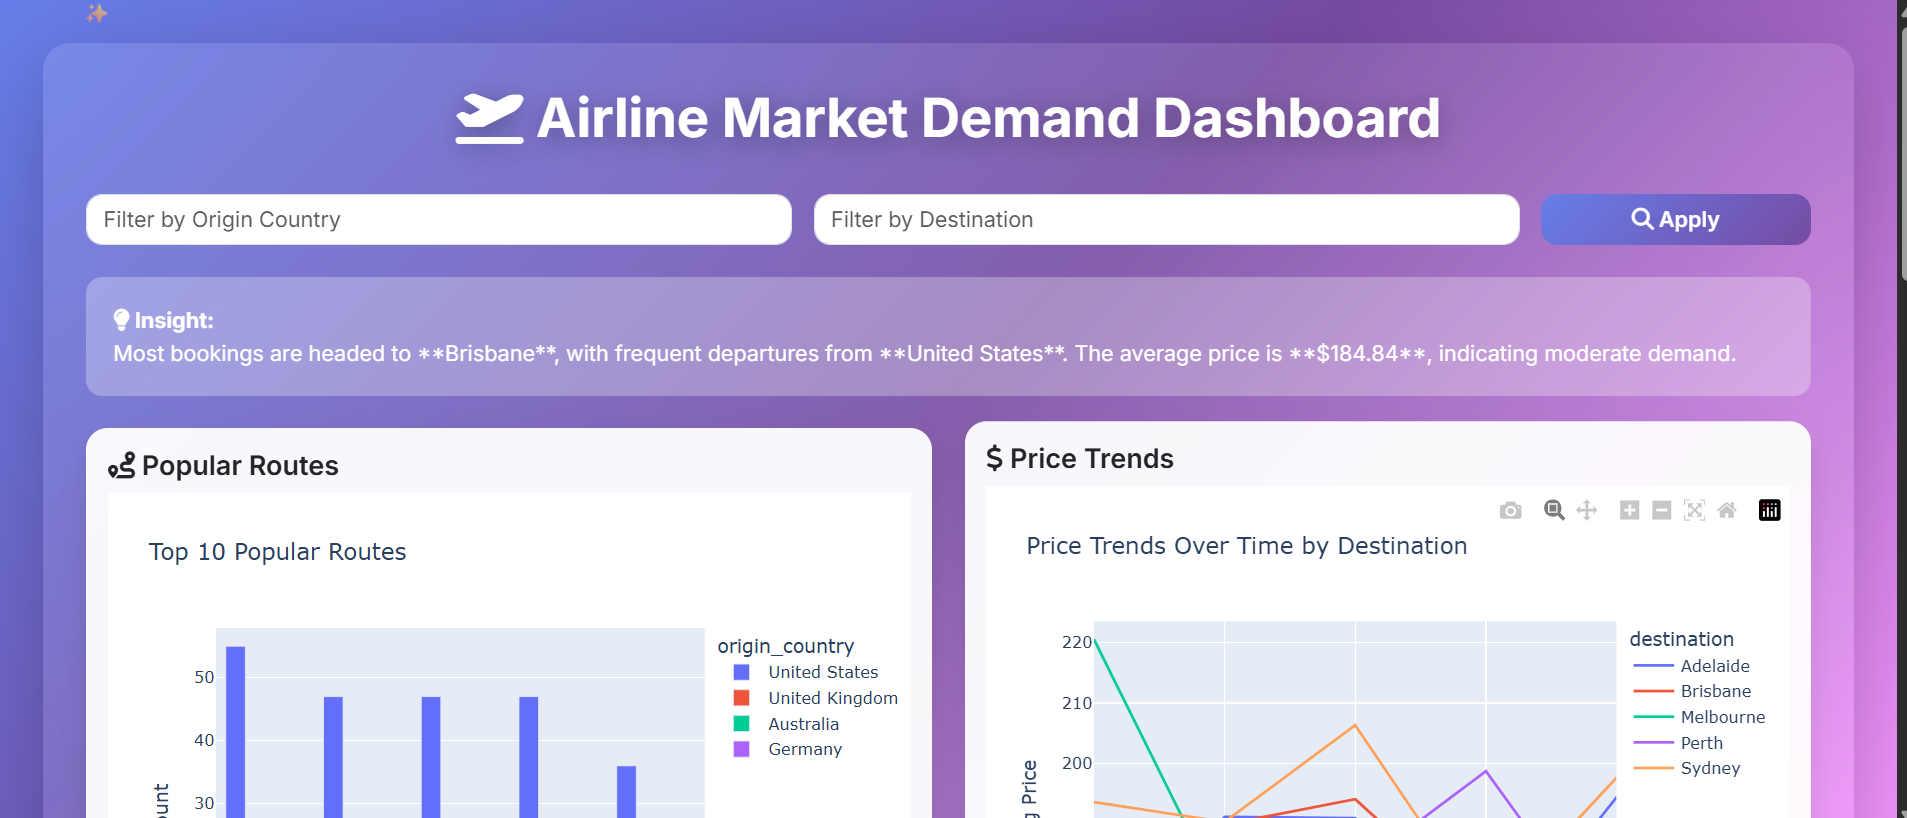 Airline Market Demand Dashboard
Filter by Origin Country
Filter by Destination
Apply
Insight:
Most bookings are headed to **Brisbane**, with frequent departures from **United States**. The average price is **$184.84**, indicating moderate demand.
Popular Routes
Top 10 Popular Routes
50
40
30
origin_country
United States
United Kingdom
Australia
Germany
Price Trends
Price Trends Over Time by Destination
220
210
200
Price
destination
Adelaide
Brisbane
Melbourne
Perth
Sydney